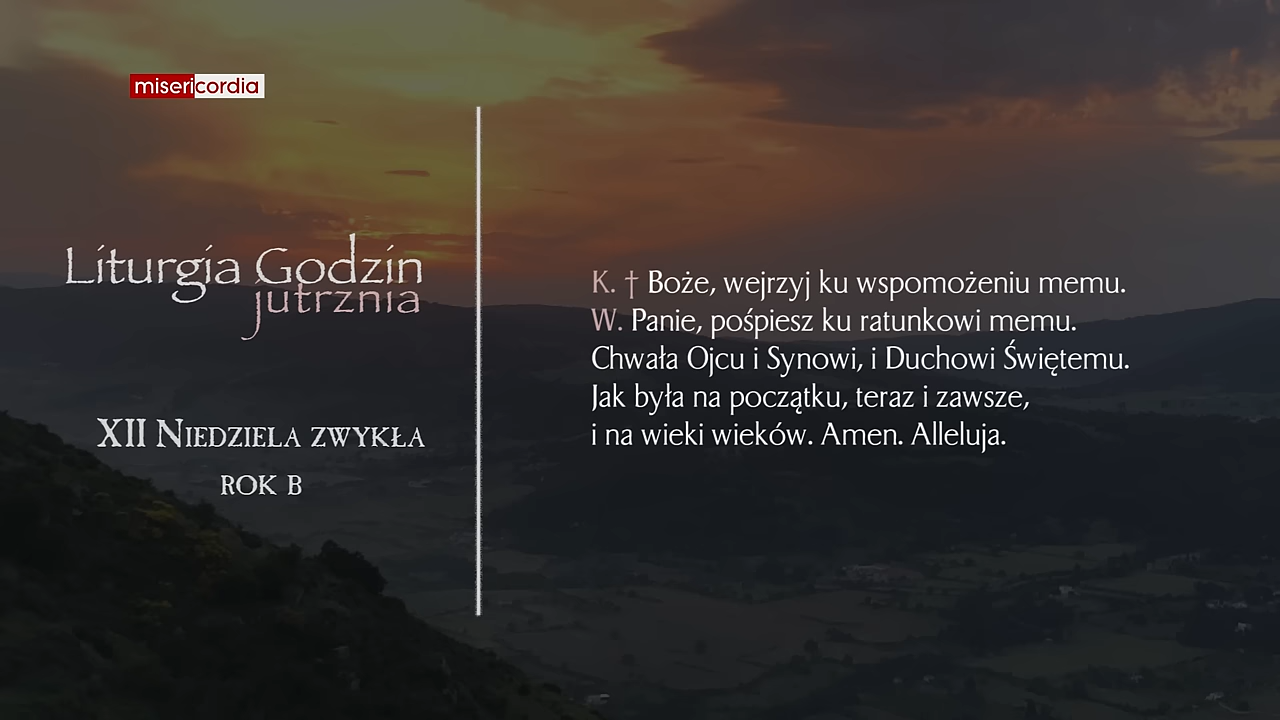 misericordia
Liturgia Godzin
jutrznia
XII Niedziela zwykła
rok B
K. † Boże, wejrzyj ku wspomożeniu memu.
W. Panie, pośpiesz ku ratunkowi memu.
Chwała Ojcu i Synowi, i Duchowi Świętemu.
Jak była na początku, teraz i zawsze,
i na wieki wieków. Amen. Alleluja.